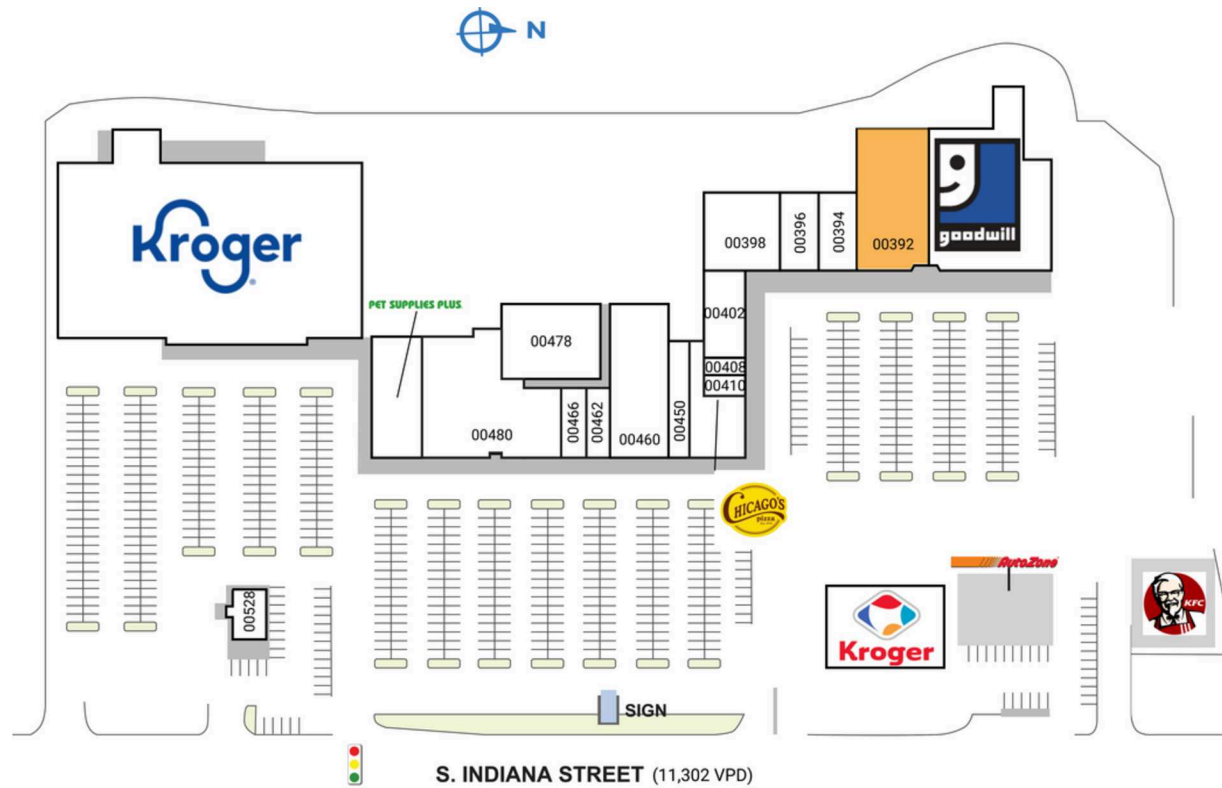 N
Kroger
goodwill
00398
00396
00394
00392
PET SUPPLIES PLUS
00402
00478
00408
00410
00480
00466
00462
00460
00450
CHICAGO'S
pizza
AutoZone
00528
KFC
Kroger
SIGN
S. INDIANA STREET (11,302 VPD)